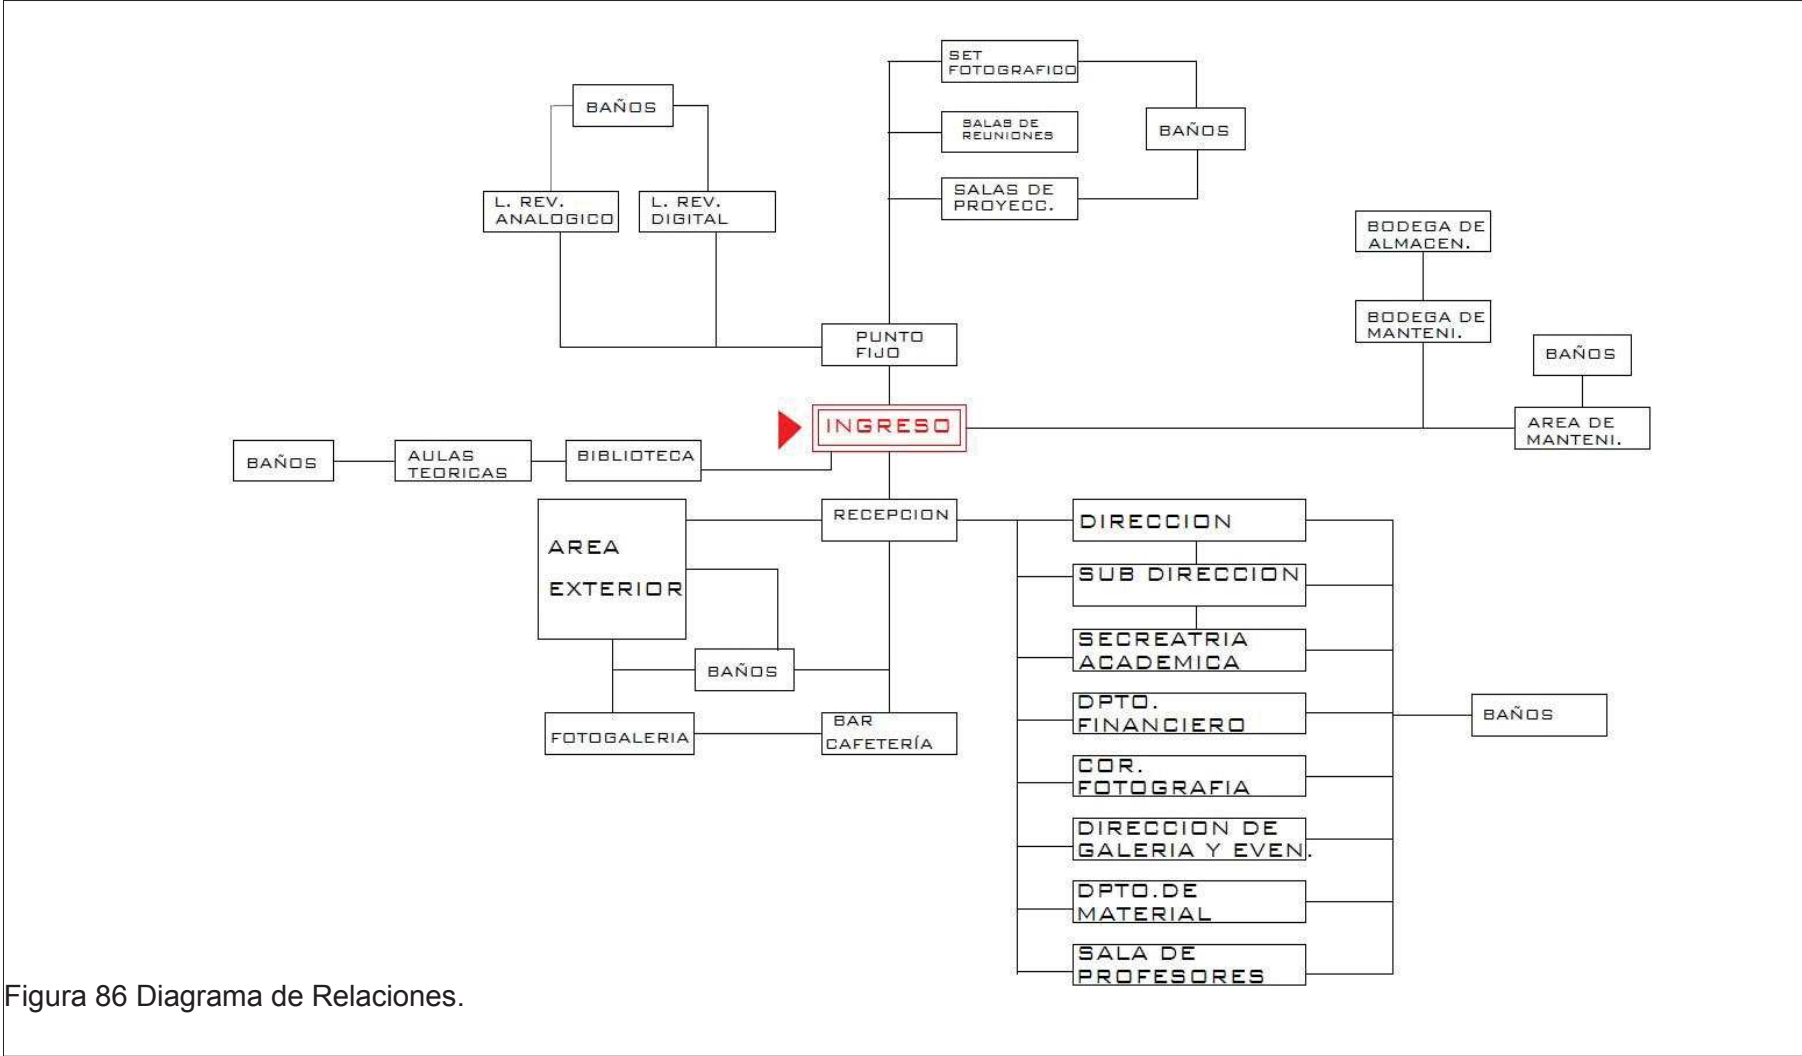 SET
FOTOGRAFICO
BAÑOS
SALAS DE
REUNIONES
BAÑOS
SALAS DE
PROYECC.
L. REV.
ANALOGICO
L. REV.
DIGITAL
BODEGA DE
ALMACEN.
PUNTO
FIJO
BODEGA DE
MANTENI.
BAÑOS
INGRESO
AREA DE
MANTENI.
BAÑOS
AULAS
TEORICAS
BIBLIOTECA
RECEPCION
DIRECCION
AREA
EXTERIOR
SUB DIRECCION
SECREATRIA
ACADEMICA
BAÑOS
DPTO.
FINANCIERO
BAÑOS
FOTOGALERIA
BAR
CAFETERÍA
COR.
FOTOGRAFIA
DIRECCION DE
GALERIA Y EVEN.
DPTO.DE
MATERIAL
SALA DE
PROFESORES
Figura 86 Diagrama de Relaciones.